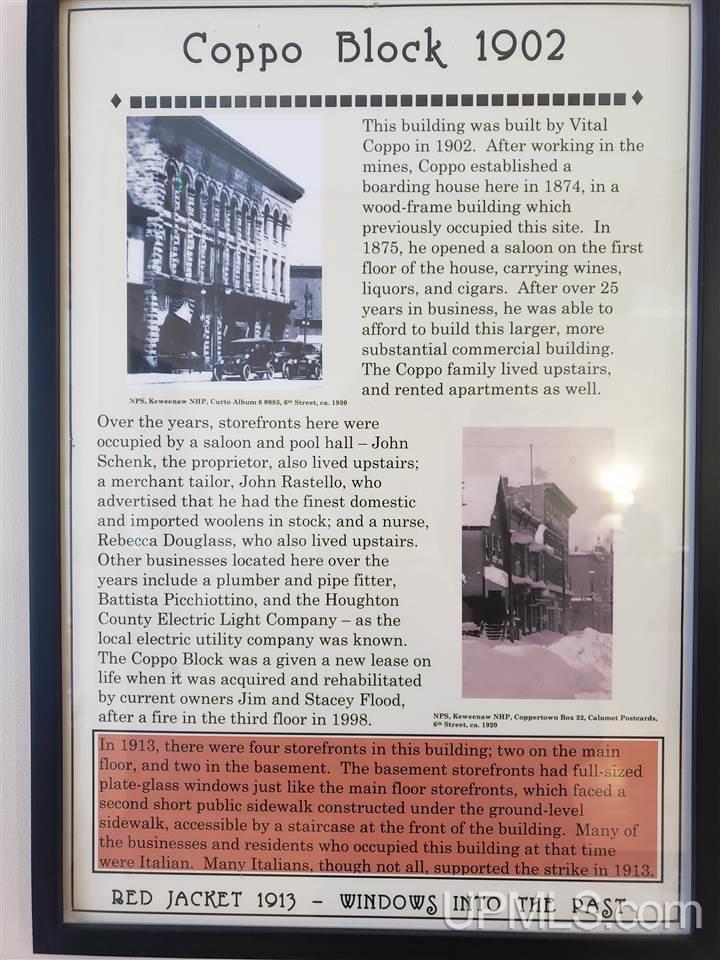 Coppo Block 1902
This building was built by Vital
Coppo in 1902. After working in the
mines, Coppo established a
boarding house here in 1874, in a
wood-frame building which
previously occupied this site. In
1875, he opened a saloon on the first
floor of the house, carrying wines,
liquors, and cigars. After over 25
years in business, he was able to
afford to build this larger, more
substantial commercial building.
The Coppo family lived upstairs,
and rented apartments as well.
NPS, Keweenaw NHP, Curto Album 6 #083, 6th Street, ca. 1930
Over the years, storefronts here were
occupied by a saloon and pool hall – John
Schenk, the proprietor, also lived upstairs;
a merchant tailor, John Rastello, who
advertised that he had the finest domestic
and imported woolens in stock; and a nurse,
Rebecca Douglass, who also lived upstairs.
Other businesses located here over the
years include a plumber and pipe fitter,
Battista Picchiottino, and the Houghton
County Electric Light Company – as the
local electric utility company was known.
The Coppo Block was a given a new lease on
life when it was acquired and rehabilitated
by current owners Jim and Stacey Flood,
after a fire in the third floor in 1998.
NPS, Keweenaw NHP, Coppertown Box 32, Calumet Postcards,
6th Street, ca. 1920
In 1913, there were four storefronts in this building; two on the main
floor, and two in the basement. The basement storefronts had full-sized
plate-glass windows just like the main floor storefronts, which faced a
second short public sidewalk constructed under the ground-level
sidewalk, accessible by a staircase at the front of the building. Many of
the businesses and residents who occupied this building at that time
were Italian. Many Italians, though not all, supported the strike in 1913.
RED JACKET 1913 – WINDOWS INTO THE PAST
UPMLS.com